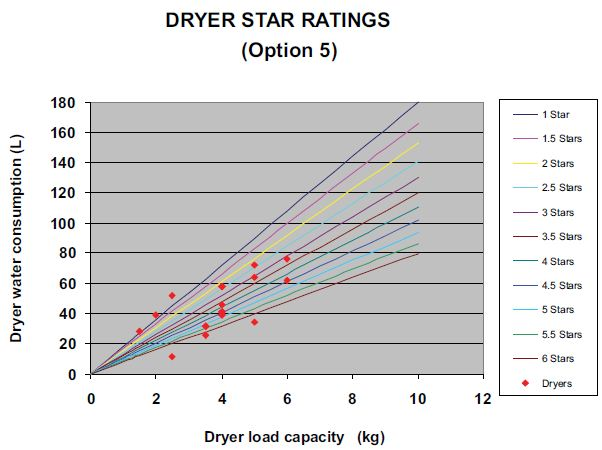 DRYER STAR RATINGS
(Option 5)
Dryer water consumption (L)
180
160
140
120
100
80
60
40
20
0
0 2 4 6 8 10 12
Dryer load capacity (kg)
1 Star
1.5 Stars
2 Stars
2.5 Stars
3 Stars
3.5 Stars
4 Stars
4.5 Stars
5 Stars
5.5 Stars
6 Stars
Dryers